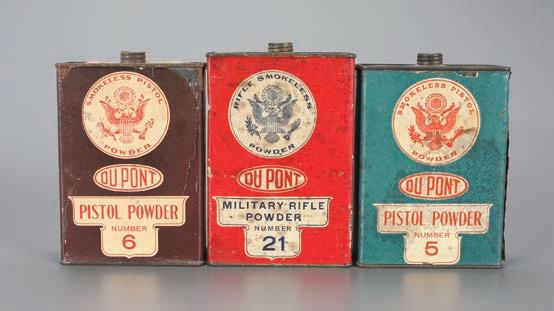 SMOKELESS PISTOL
POWDER
DU PONT
PISTOL POWDER
NUMBER
6
RIFLE SMOKELESS
POWDER
DU PONT
MILITARY RIFLE
POWDER
NUMBER
21
SMOKELESS PISTOL
POWDER
DU PONT
PISTOL POWDER
NUMBER
5